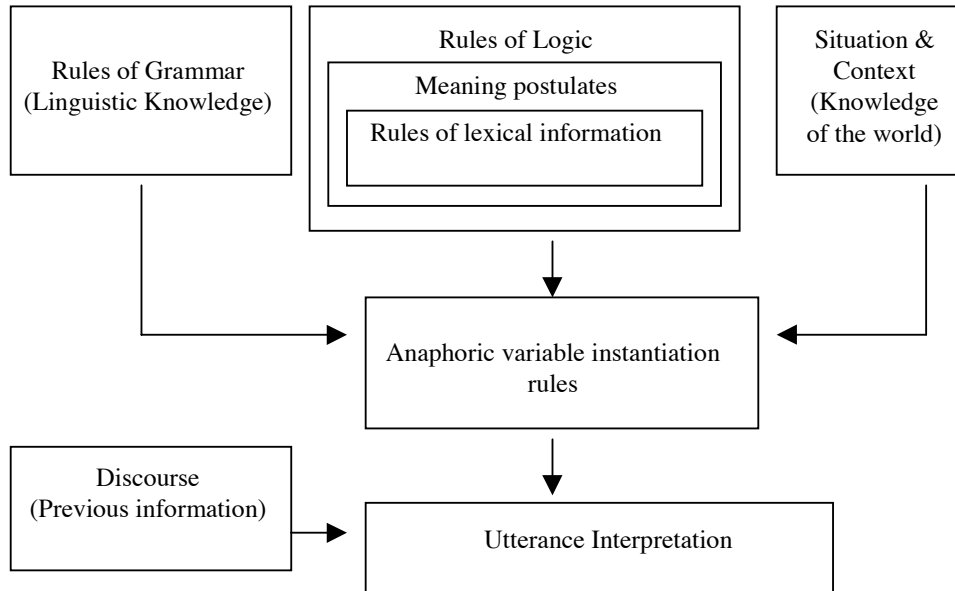 Rules of Grammar
(Linguistic Knowledge)
Rules of Logic
Meaning postulates
Rules of lexical information
Situation &
Context
(Knowledge
of the world)
Anaphoric variable instantiation
rules
Discourse
(Previous information)
Utterance Interpretation